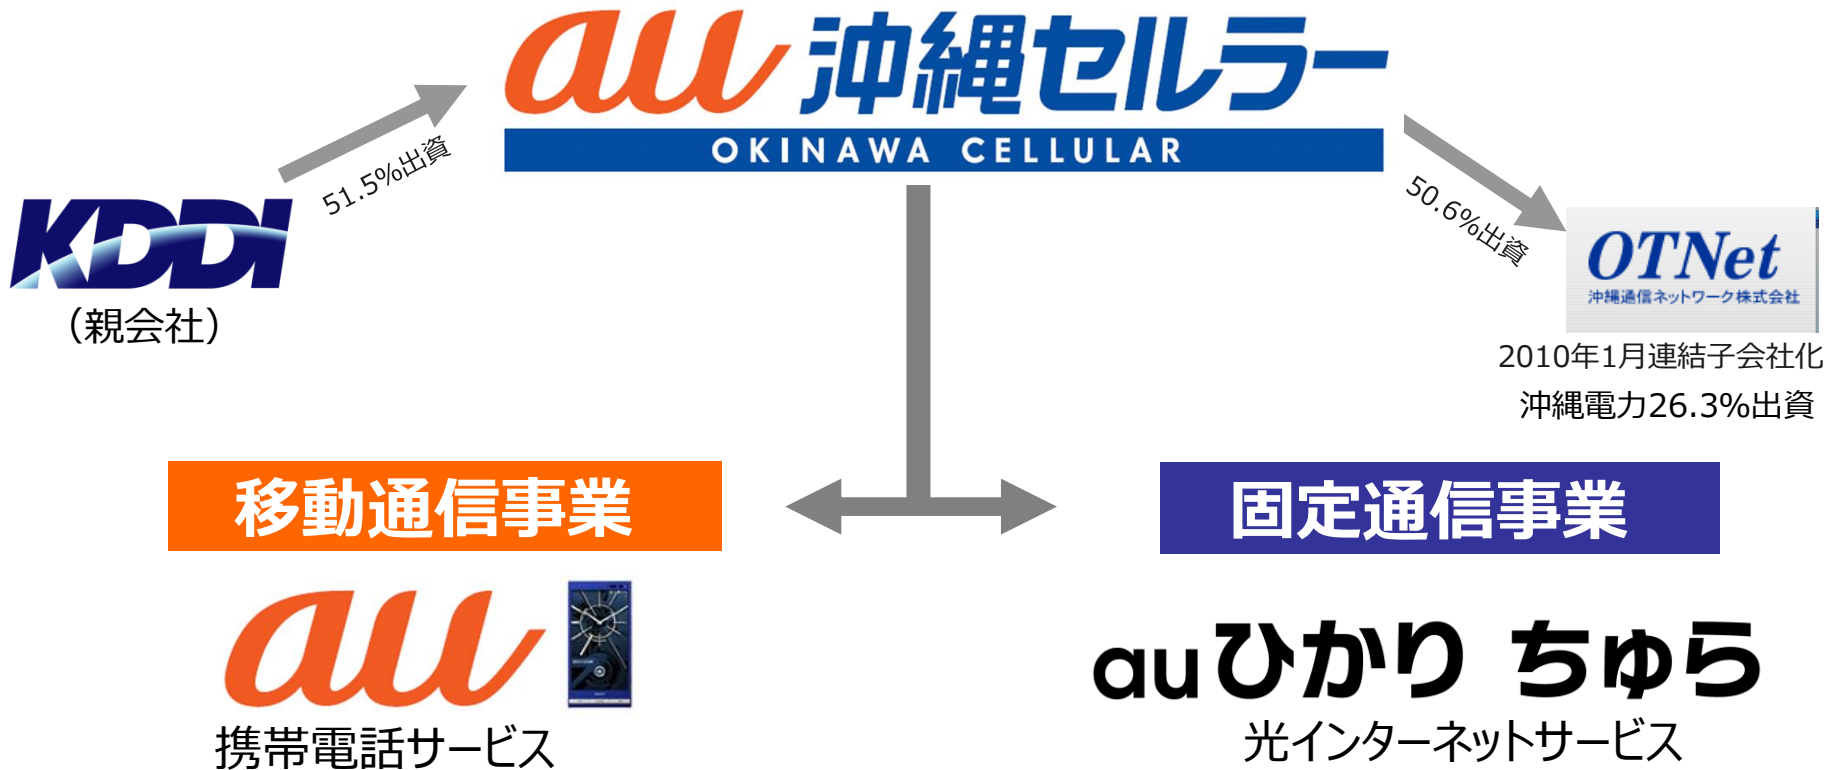 au 沖縄セルラー
OKINAWA CELLULAR
51.5%出資
50.6%出資
KDDI
（親会社）
OTNet
沖縄通信ネットワーク株式会社
2010年1月連結子会社化
沖縄電力26.3%出資
移動通信事業
固定通信事業
au
携帯電話サービス
auひかり ちゅら
光インターネットサービス